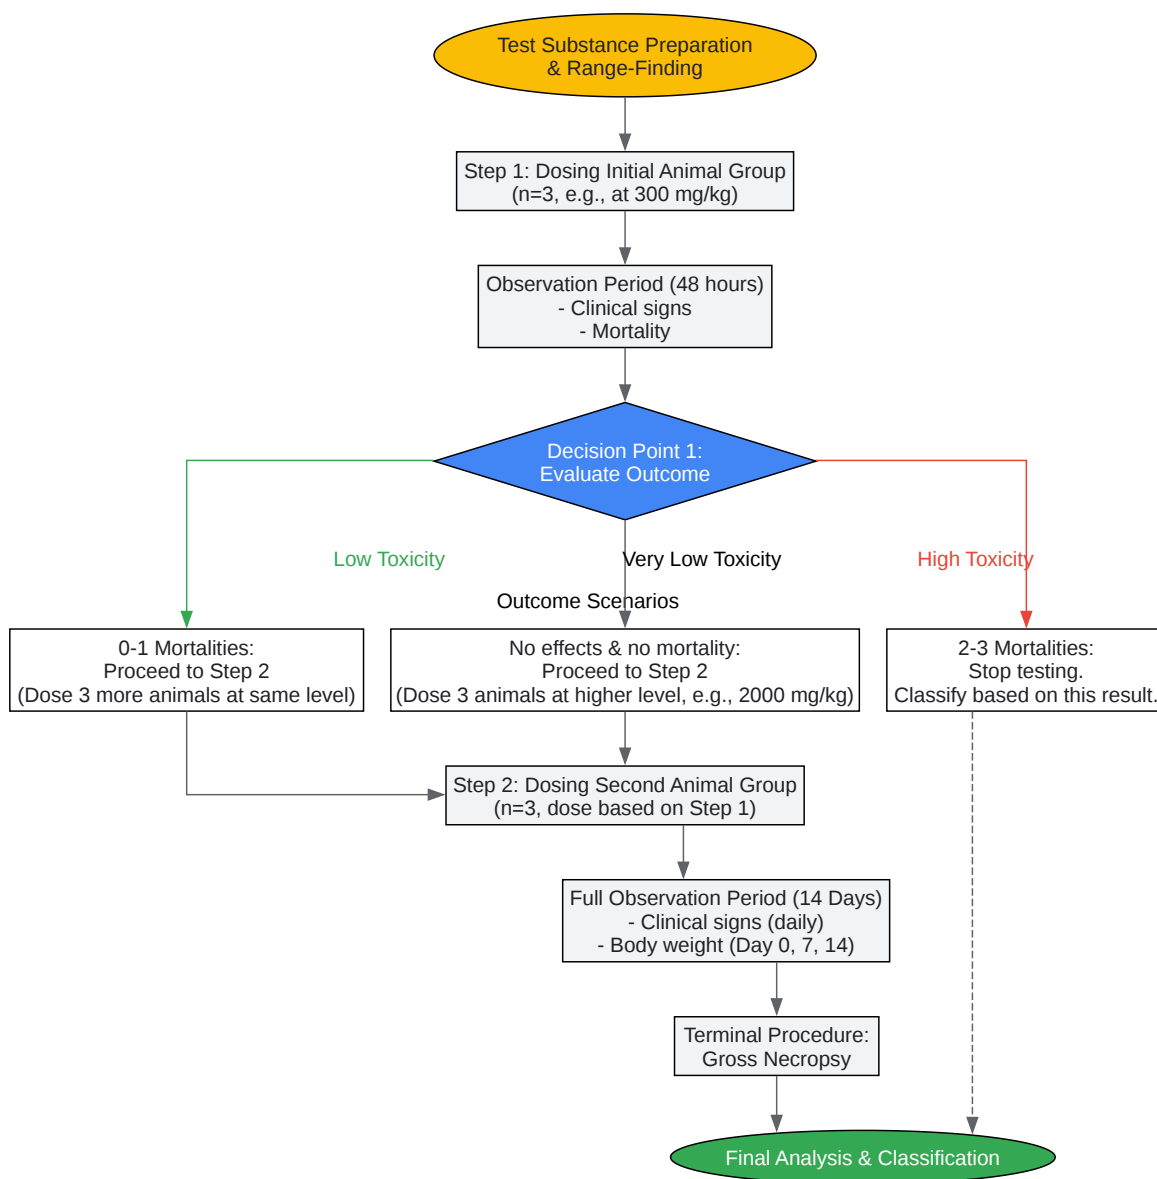 Test Substance Preparation
& Range-Finding
Step 1: Dosing Initial Animal Group
(n=3, e.g., at 300 mg/kg)
Observation Period (48 hours)
- Clinical signs
- Mortality
Decision Point 1:
Evaluate Outcome
Low Toxicity
Very Low Toxicity
High Toxicity
Outcome Scenarios
0-1 Mortalities:
Proceed to Step 2
(Dose 3 more animals at same level)
No effects & no mortality:
Proceed to Step 2
(Dose 3 animals at higher level, e.g., 2000 mg/kg)
2-3 Mortalities:
Stop testing.
Classify based on this result.
Step 2: Dosing Second Animal Group
(n=3, dose based on Step 1)
Full Observation Period (14 Days)
- Clinical signs (daily)
- Body weight (Day 0, 7, 14)
Terminal Procedure:
Gross Necropsy
Final Analysis & Classification